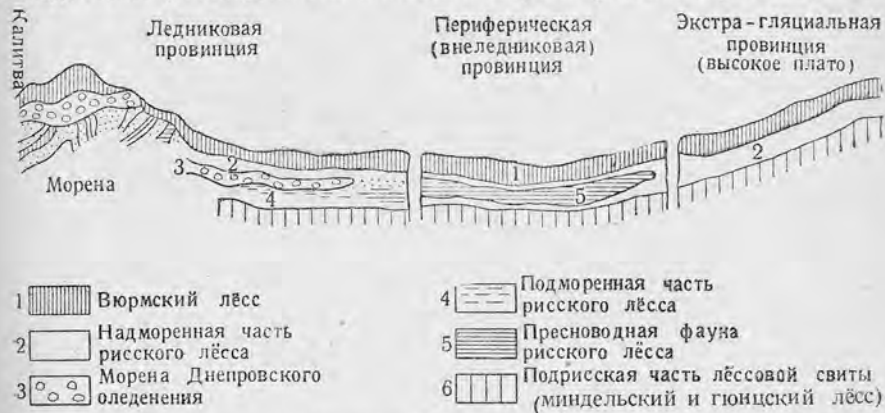 Калитва
Ледниковая
провинция
Периферическая
(внеледниковая)
провинция
Экстра-гляциальная
провинция
(высокое плато)
Морена
3
2
4
1
5
2
1 Вюрмский лёсс
2 Надморенная часть
рисского лёсса
3 Морена Днепровского
оледенения
4 Подморенная часть
рисского лёсса
5 Пресноводная фауна
рисского лёсса
6 Подрисская часть лёссовой свиты
(миндельский и гюнцский лёсс)